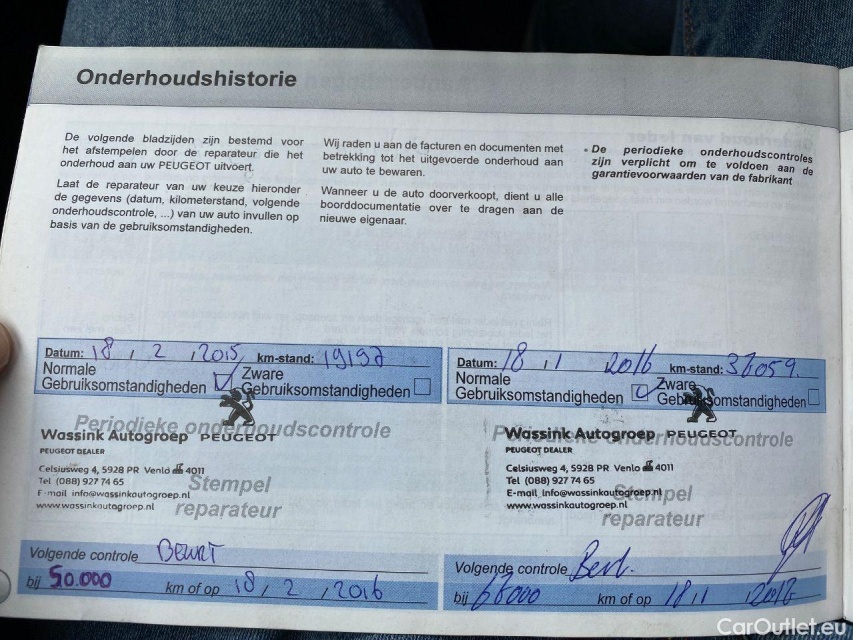 Onderhoudshistorie
De volgende bladzijden zijn bestemd voor
het afstempelen door de reparateur die het
onderhoud aan uw PEUGEOT uitvoert.
Laat de reparateur van uw keuze hieronder
de gegevens (datum, kilometerstand, volgende
onderhoudscontrole, ...) van uw auto invullen op
basis van de gebruiksomstandigheden.
Wij raden u aan de facturen en documenten met
betrekking tot het uitgevoerde onderhoud aan
uw auto te bewaren.
Wanneer u de auto doorverkoopt, dient u alle
boorddocumentatie over te dragen aan de
nieuwe eigenaar.
• De periodieke onderhoudscontroles
zijn verplicht om te voldoen aan de
garantievoorwaarden van de fabrikant
Datum: 18, 2, 2015, km-stand: 19197
Normale Zware
Gebruiksomstandigheden Gebruiksomstandigheden
Periodieke onderhoudscontrole
Wassink Autogroep PEUGEOT
PEUGEOT DEALER
Celsiusweg 4, 5928 PR Venlo 4011
Tel (088) 927 74 65
E-mail info@wassinkautogroep.nl
www.wassinkautogroep.nl
Stempel
reparateur
Volgende controle Beurt
bij 50.000 km of op 18, 2, 2016
Datum: 18, 1 2016 km-stand: 36059.
Normale Zware
Gebruiksomstandigheden Gebruiksomstandigheden
Periodieke onderhoudscontrole
Wassink Autogroep PEUGEOT
PEUGEOT DEALER
Celsiusweg 4, 5928 PR Venlo 4011
Tel (088) 927 74 65
E-mail info@wassinkautogroep.nl
www.wassinkautogroep.nl
Stempel
reparateur
Volgende controle
bij km of op 18, 1
CarOutlet.eu